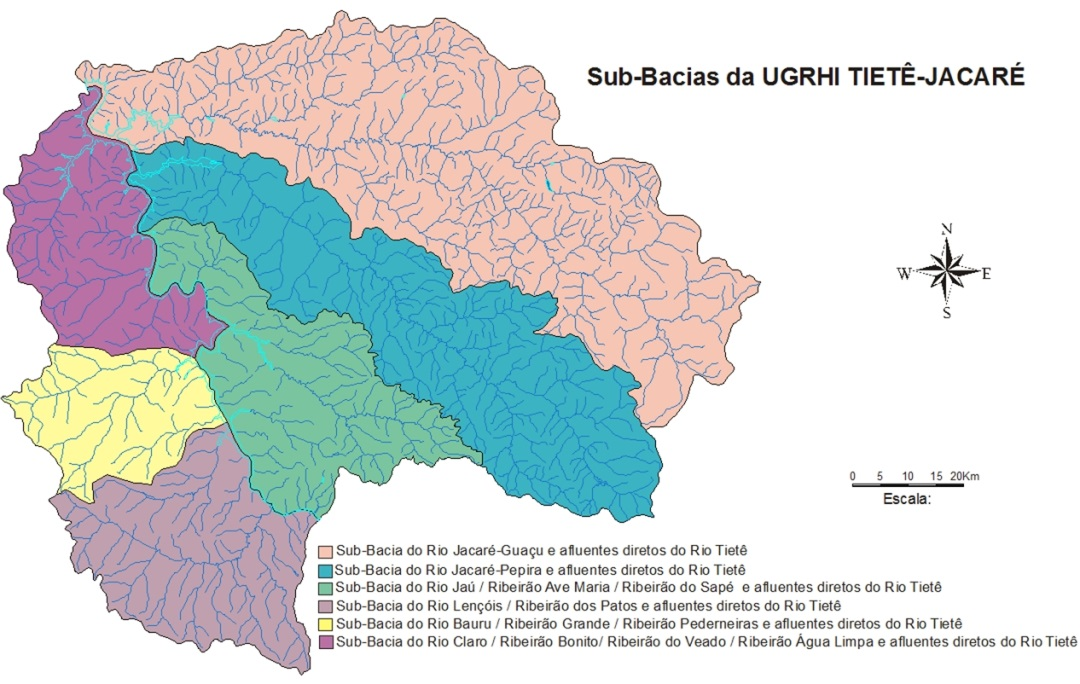 Sub-Bacias da UGRHI TIETÊ-JACARÉ
N
W E
S
0 5 10 15 20Km
Escala:
Sub-Bacia do Rio Jacaré-Guaçu e afluentes diretos do Rio Tietê
Sub-Bacia do Rio Jacaré-Pepira e afluentes diretos do Rio Tietê
Sub-Bacia do Rio Jaú / Ribeirão Ave Maria / Ribeirão do Sapé e afluentes diretos do Rio Tietê
Sub-Bacia do Rio Lençóis / Ribeirão dos Patos e afluentes diretos do Rio Tietê
Sub-Bacia do Rio Bauru / Ribeirão Grande / Ribeirão Pederneiras e afluentes diretos do Rio Tietê
Sub-Bacia do Rio Claro / Ribeirão Bonito/ Ribeirão do Veado / Ribeirão Água Limpa e afluentes diretos do Rio Tietê